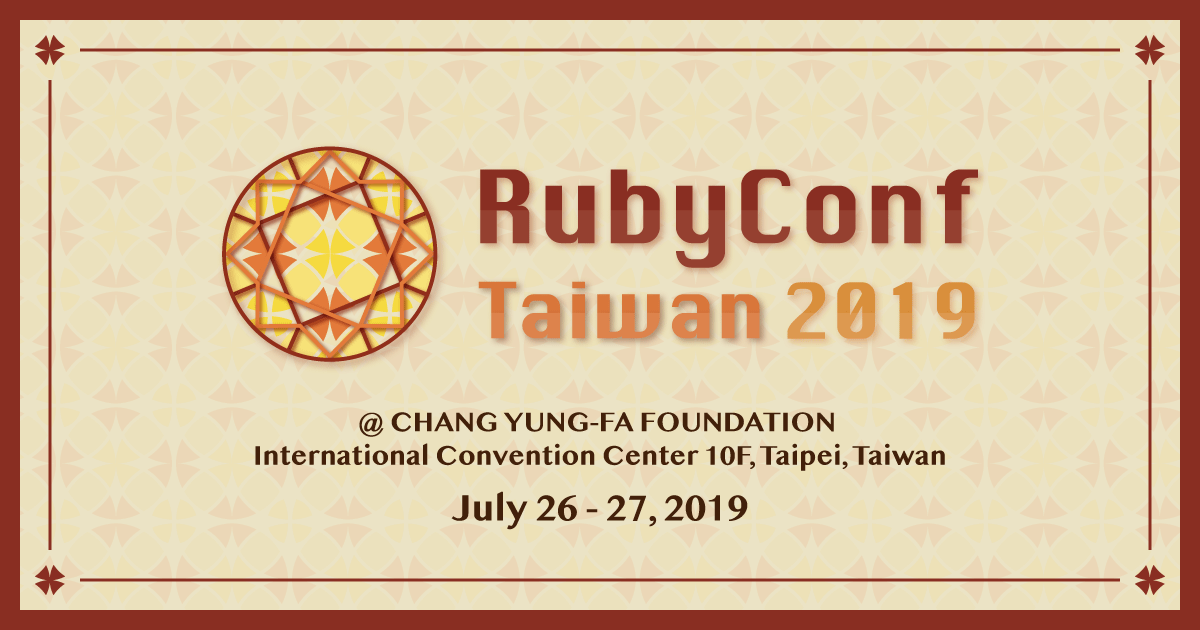 RubyConf
Taiwan 2019
@ CHANG YUNG-FA FOUNDATION
International Convention Center 10F, Taipei, Taiwan
July 26 - 27, 2019